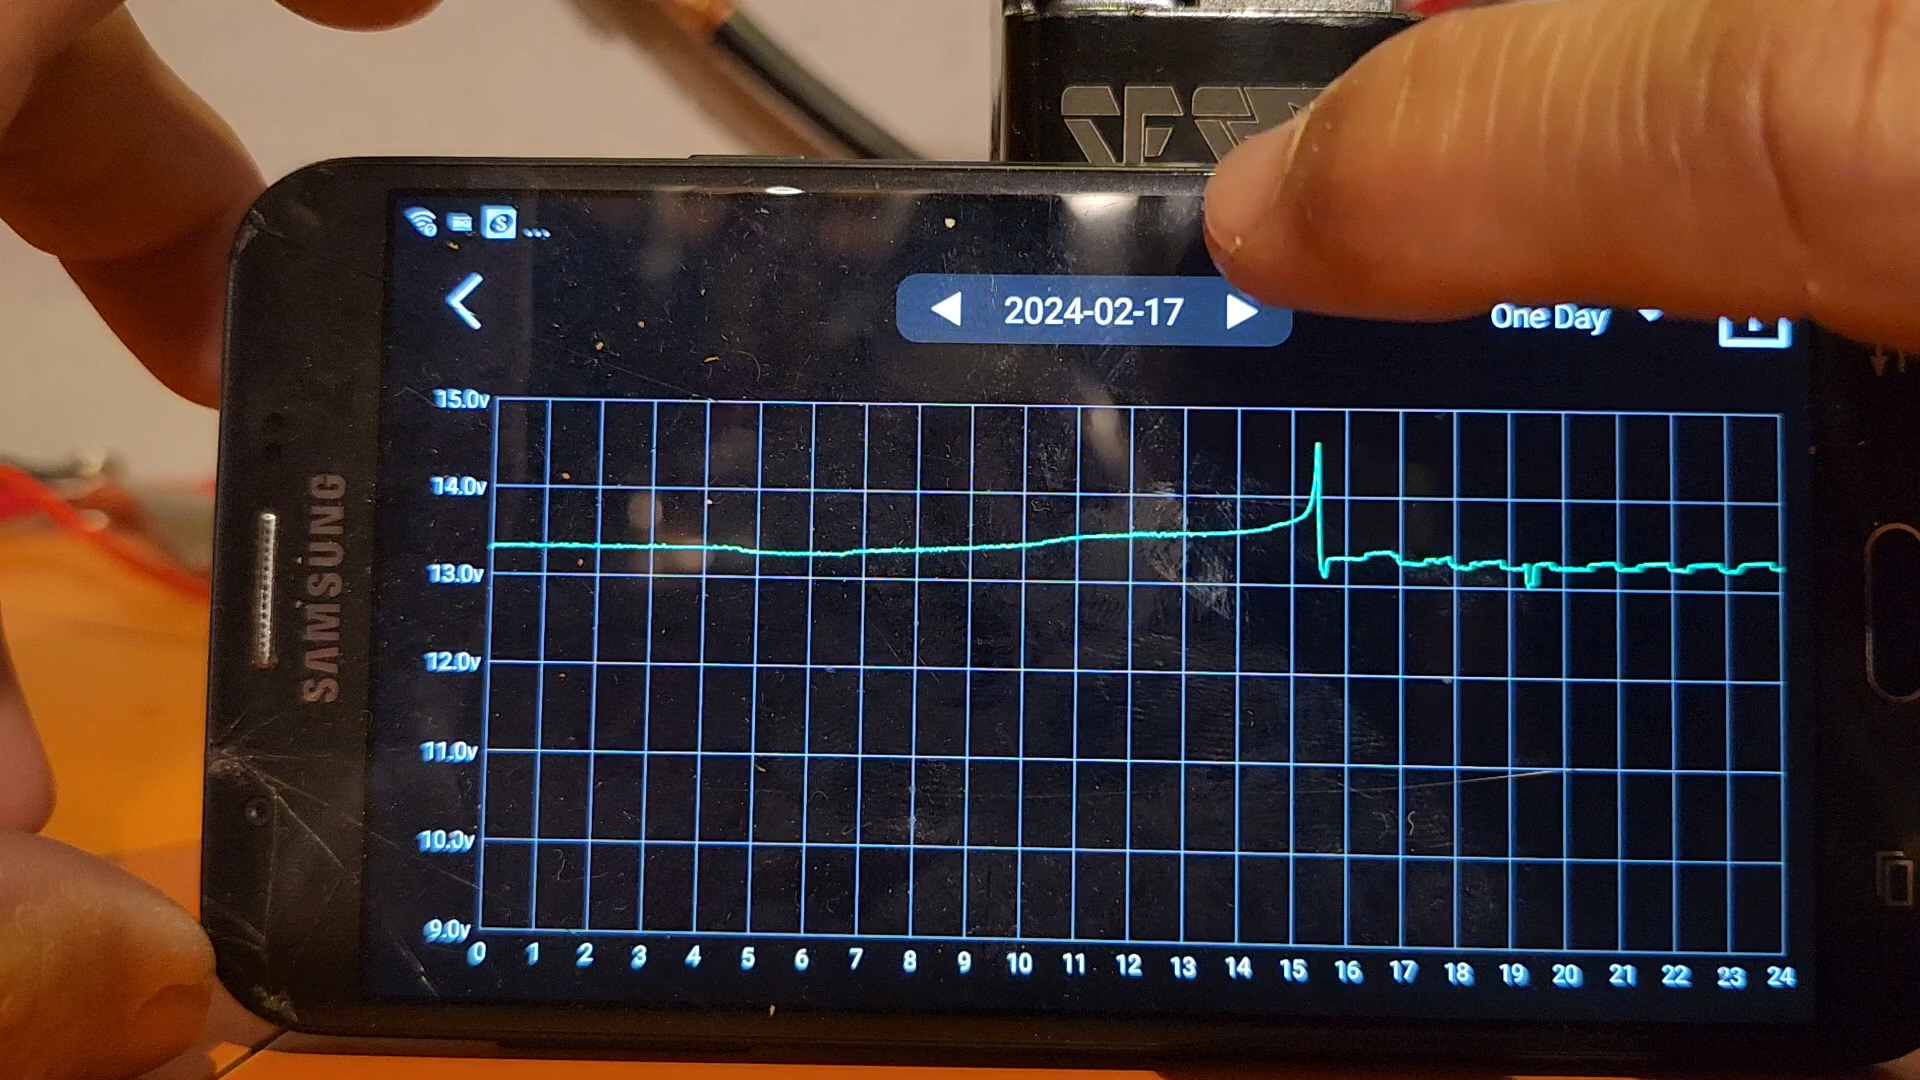 2024-02-17
One Day
15.0v
14.0v
13.0v
12.0v
11.0v
10.0v
9.0v
0 1 2 3 4 5 6 7 8 9 10 11 12 13 14 15 16 17 18 19 20 21 22 23 24
SAMSUNG